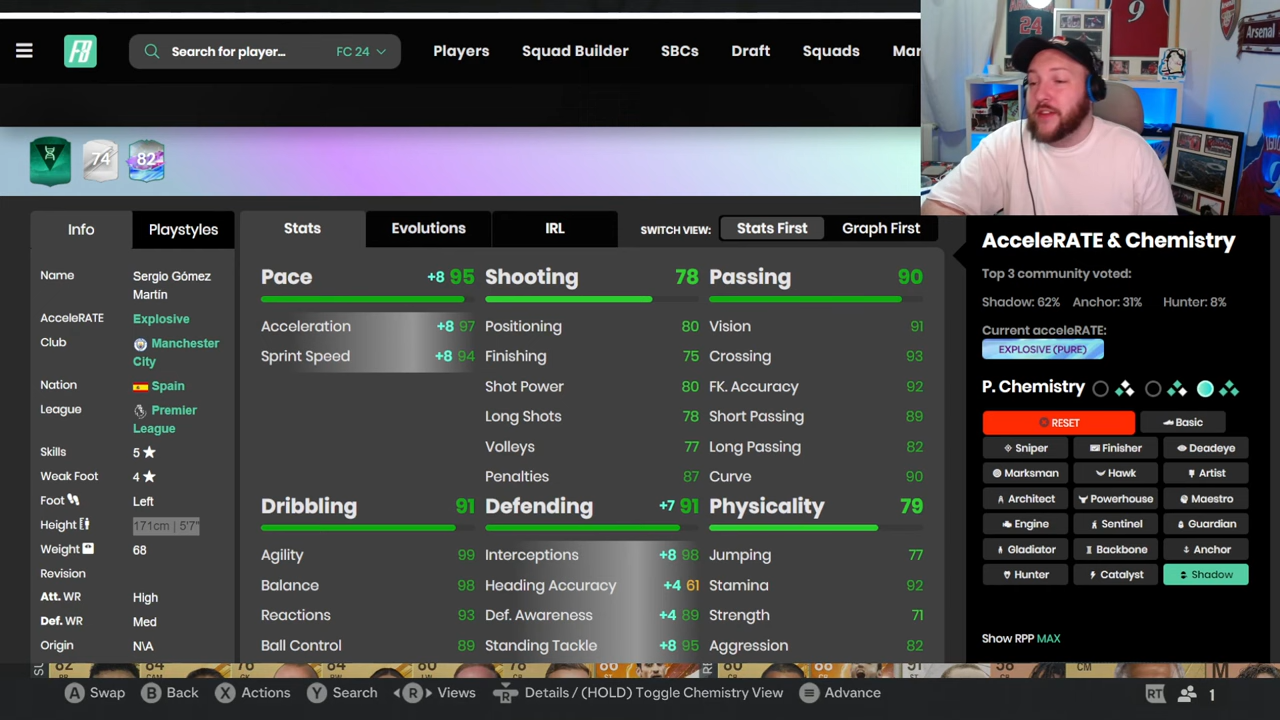 F8
Search for player...
FC 24
Players
Squad Builder
SBCs
Draft
Squads
Mar
24
9
Arsenal
74
82
Info
Playstyles
Stats
Evolutions
IRL
SWITCH VIEW:
Stats First
Graph First
Name
Sergio Gómez
Martín
AcceleRATE
Explosive
Club
Manchester
City
Nation
Spain
League
Premier
League
Skills
5
Weak Foot
4
Foot
Left
Height
171cm | 5'7"
Weight
68
Revision
Att. WR
High
Def. WR
Med
Origin
N/A
Pace +8 95
Acceleration +8 97
Sprint Speed +8 94
Shooting 78
Positioning 80
Finishing 75
Shot Power 80
Long Shots 78
Volleys 77
Penalties 87
Passing 90
Vision 91
Crossing 93
FK. Accuracy 92
Short Passing 89
Long Passing 82
Curve 90
Dribbling 91
Agility 99
Balance 98
Reactions 93
Ball Control 89
Defending +7 91
Interceptions +8 98
Heading Accuracy +4 61
Def. Awareness +4 89
Standing Tackle +8 95
Physicality 79
Jumping 77
Stamina 92
Strength 71
Aggression 82
AcceleRATE & Chemistry
Top 3 community voted:
Shadow: 62% Anchor: 31% Hunter: 8%
Current acceleRATE:
EXPLOSIVE (PURE)
P. Chemistry
RESET
Basic
Sniper
Finisher
Deadeye
Marksman
Hawk
Artist
Architect
Powerhouse
Maestro
Engine
Sentinel
Guardian
Gladiator
Backbone
Anchor
Hunter
Catalyst
Shadow
Show RPP MAX
A Swap
B Back
X Actions
Y Search
R Views
R Details / (HOLD) Toggle Chemistry View
Advance
RT
1